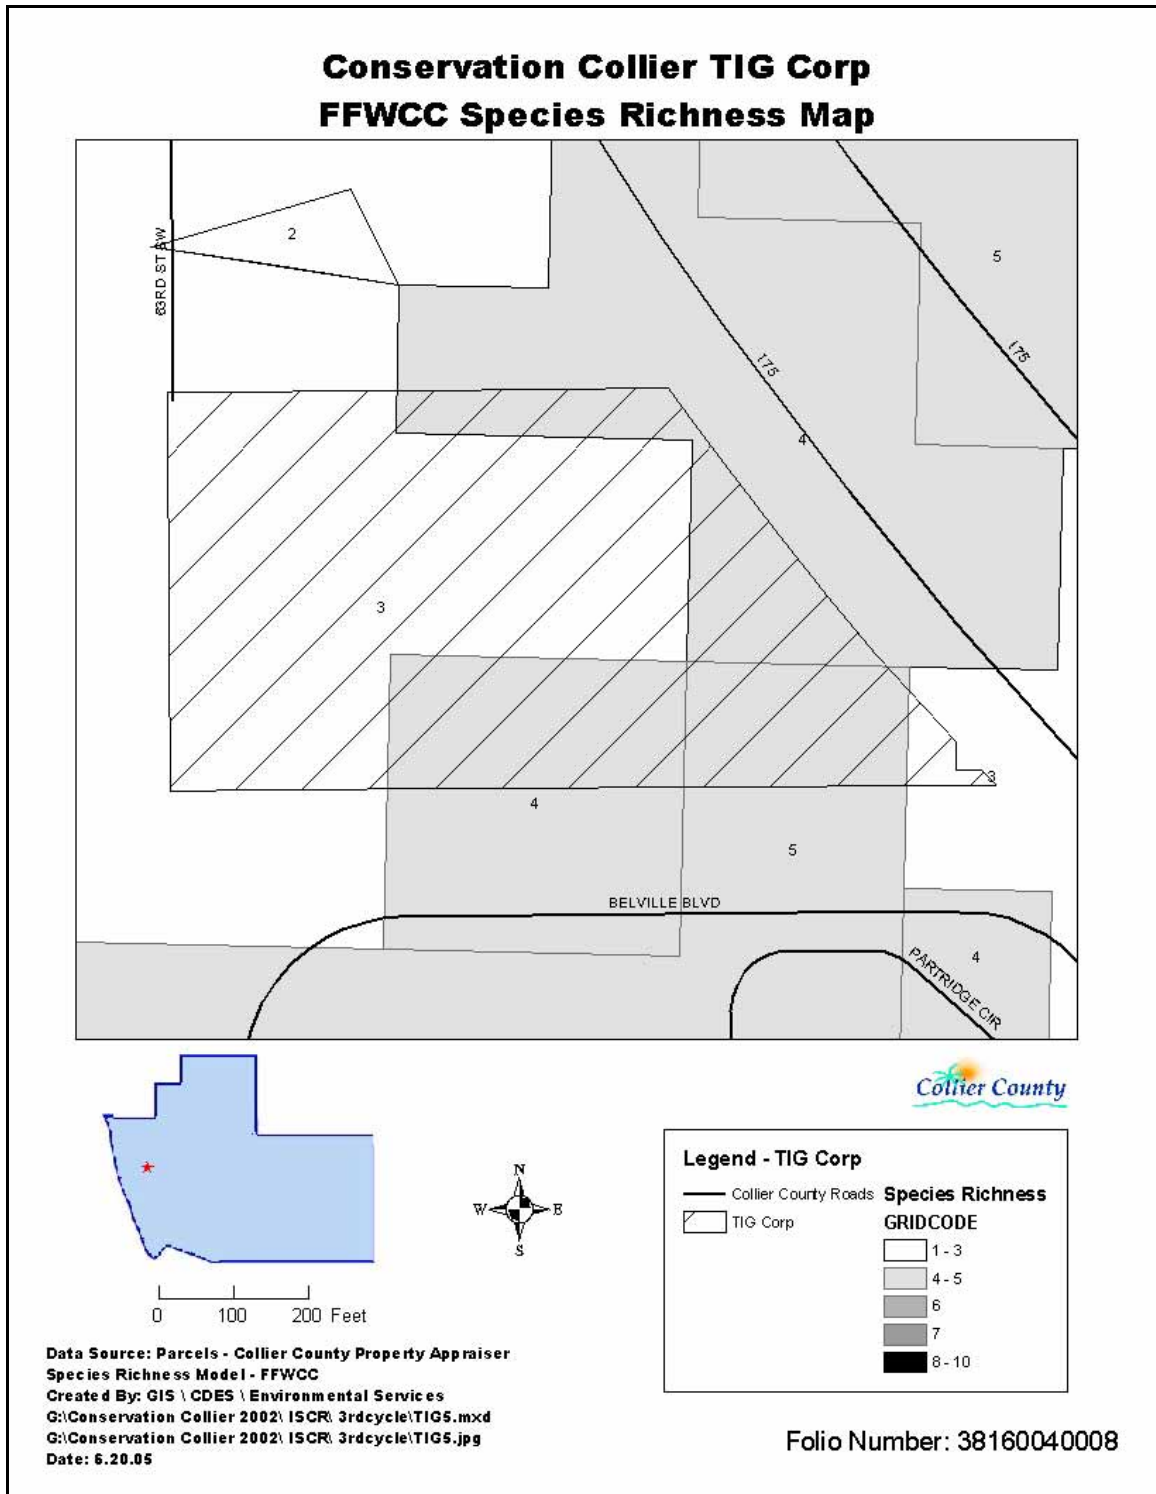 Conservation Collier TIG Corp
FFWCC Species Richness Map
2
63RD ST SW
5
I75
I75
4
3
3
4
5
BELVILLE BLVD
4
PARTRIDGE CIR
Collier County
Legend - TIG Corp
Collier County Roads
TIG Corp
Species Richness
GRIDCODE
1 - 3
4 - 5
6
7
8 - 10
N
W E
S
0 100 200 Feet
Data Source: Parcels - Collier County Property Appraiser
Species Richness Model - FFWCC
Created By: GIS \ CDES \ Environmental Services
G:\Conservation Collier 2002\ ISCR\ 3rdcycle\TIG5.mxd
G:\Conservation Collier 2002\ ISCR\ 3rdcycle\TIG5.jpg
Date: 6.20.05
Folio Number: 38160040008